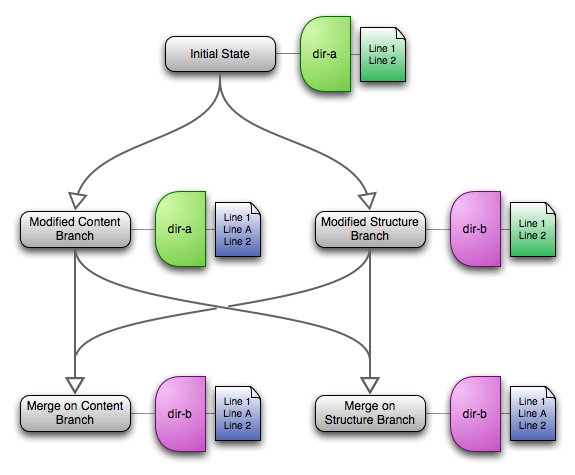 Initial State
dir-a
Line 1
Line 2
Modified Content
Branch
dir-a
Line 1
Line A
Line 2
Modified Structure
Branch
dir-b
Line 1
Line 2
Merge on Content
Branch
dir-b
Line 1
Line A
Line 2
Merge on
Structure Branch
dir-b
Line 1
Line A
Line 2